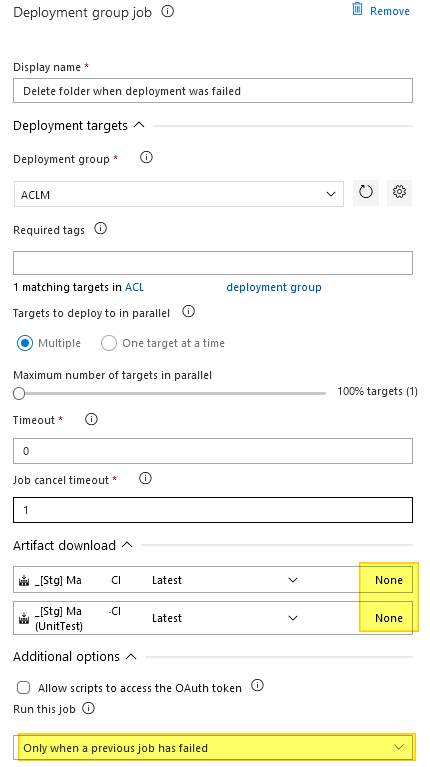 Deployment group job
Remove
Display name *
Delete folder when deployment was failed
Deployment targets
Deployment group *
ACLM
Required tags
1 matching targets in ACL deployment group
Targets to deploy to in parallel
Multiple One target at a time
Maximum number of targets in parallel
100% targets (1)
Timeout *
0
Job cancel timeout *
1
Artifact download
_[Stg] Ma -CI Latest None
_[Stg] Ma -CI
(UnitTest) Latest None
Additional options
Allow scripts to access the OAuth token
Run this job
Only when a previous job has failed